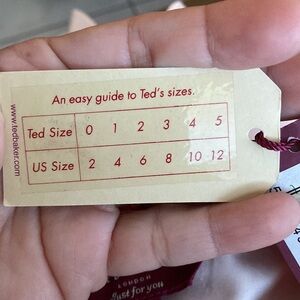 An easy guide to Ted's sizes.
Ted Size 0 1 2 3 4 5
US Size 2 4 6 8 10 12
www.tedbaker.com
LONDON
Just for you